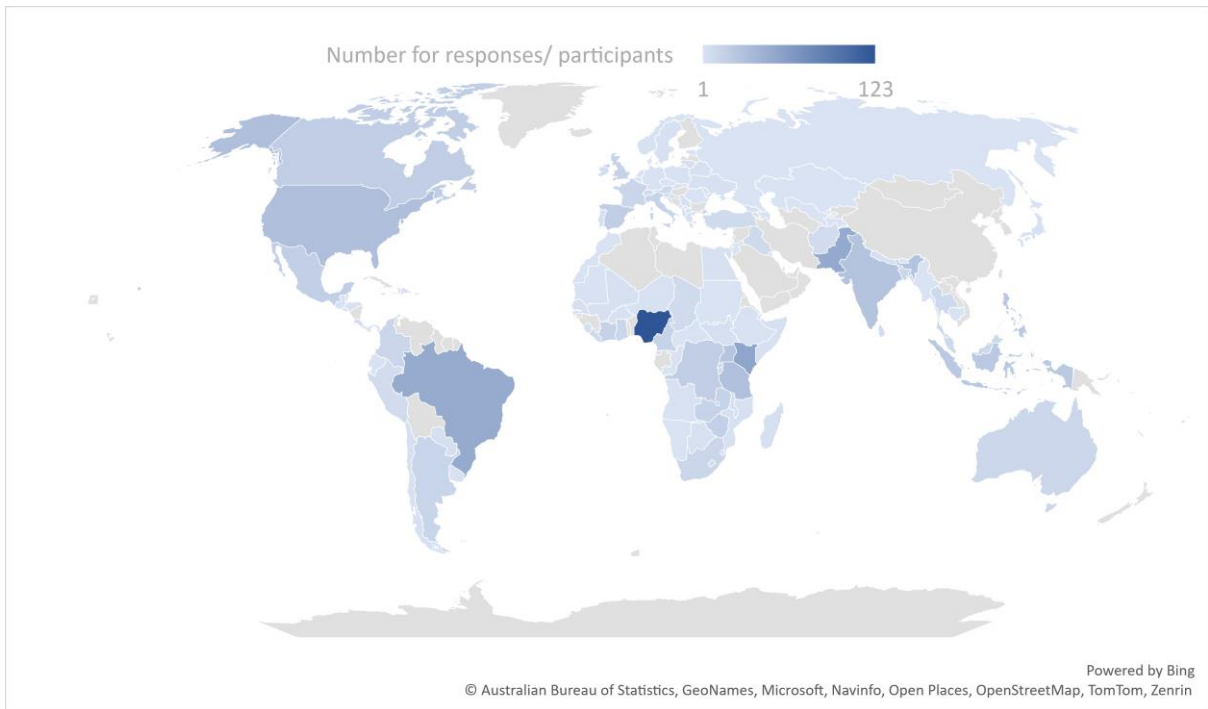 Number for responses/ participants
1 123
Powered by Bing
© Australian Bureau of Statistics, GeoNames, Microsoft, Navinfo, Open Places, OpenStreetMap, TomTom, Zenrin